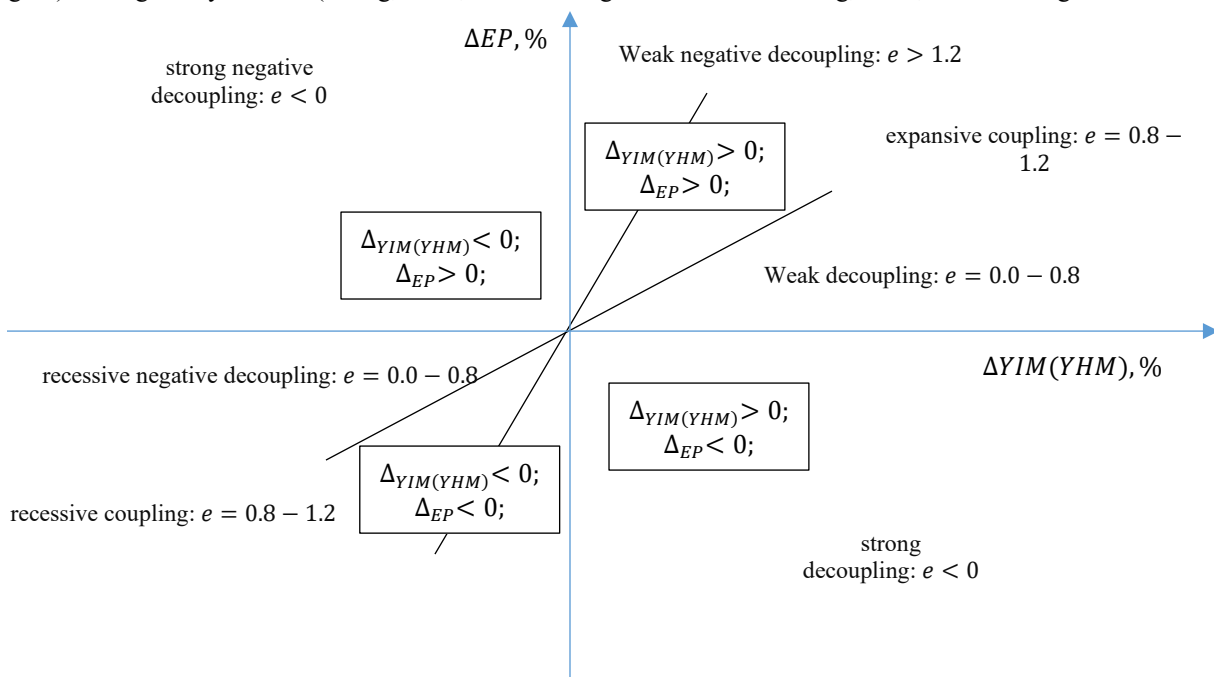 ΔEP, %
strong negative
decoupling: e < 0
Weak negative decoupling: e > 1.2
expansive coupling: e = 0.8 −
1.2
Δ_YIM(YHM) > 0;
Δ_EP > 0;
Δ_YIM(YHM) < 0;
Δ_EP > 0;
Weak decoupling: e = 0.0 − 0.8
recessive negative decoupling: e = 0.0 − 0.8
ΔYIM(YHM), %
Δ_YIM(YHM) > 0;
Δ_EP < 0;
Δ_YIM(YHM) < 0;
Δ_EP < 0;
recessive coupling: e = 0.8 − 1.2
strong
decoupling: e < 0